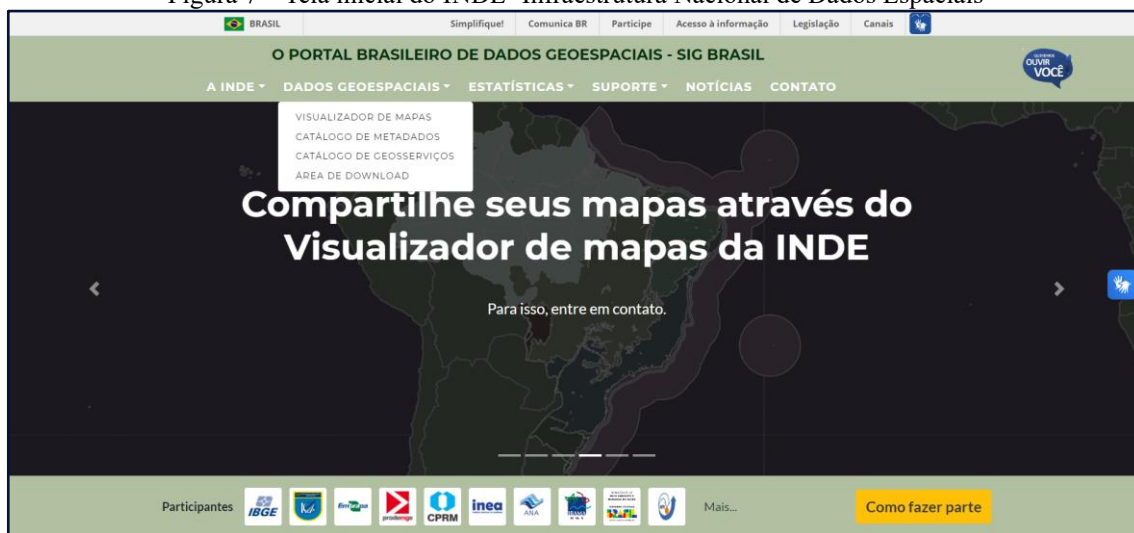 Figura 7 - Tela inicial do INDE- Infraestrutura Nacional de Dados Espaciais
BRASIL Simplifique! Comunica BR Participe Acesso à informação Legislação Canais
O PORTAL BRASILEIRO DE DADOS GEOESPACIAIS - SIG BRASIL
OUVIR
VOCÊ
A INDE DADOS GEOESPACIAIS ESTATÍSTICAS SUPORTE NOTÍCIAS CONTATO
VISUALIZADOR DE MAPAS
CATÁLOGO DE METADADOS
CATÁLOGO DE GEOSSERVIÇOS
ÁREA DE DOWNLOAD
Compartilhe seus mapas através do
Visualizador de mapas da INDE
Para isso, entre em contato.
Participantes IBGE Embrapa prodemge CPRM inea ANA IBAMA Mais... Como fazer parte